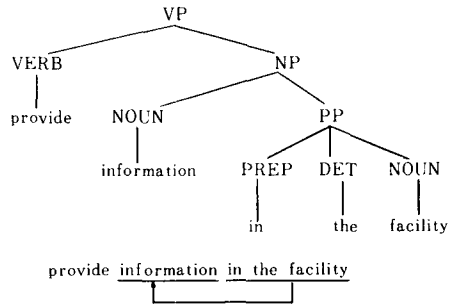 VP
VERB NP
provide NOUN PP
information PREP DET NOUN
in the facility
provide information in the facility